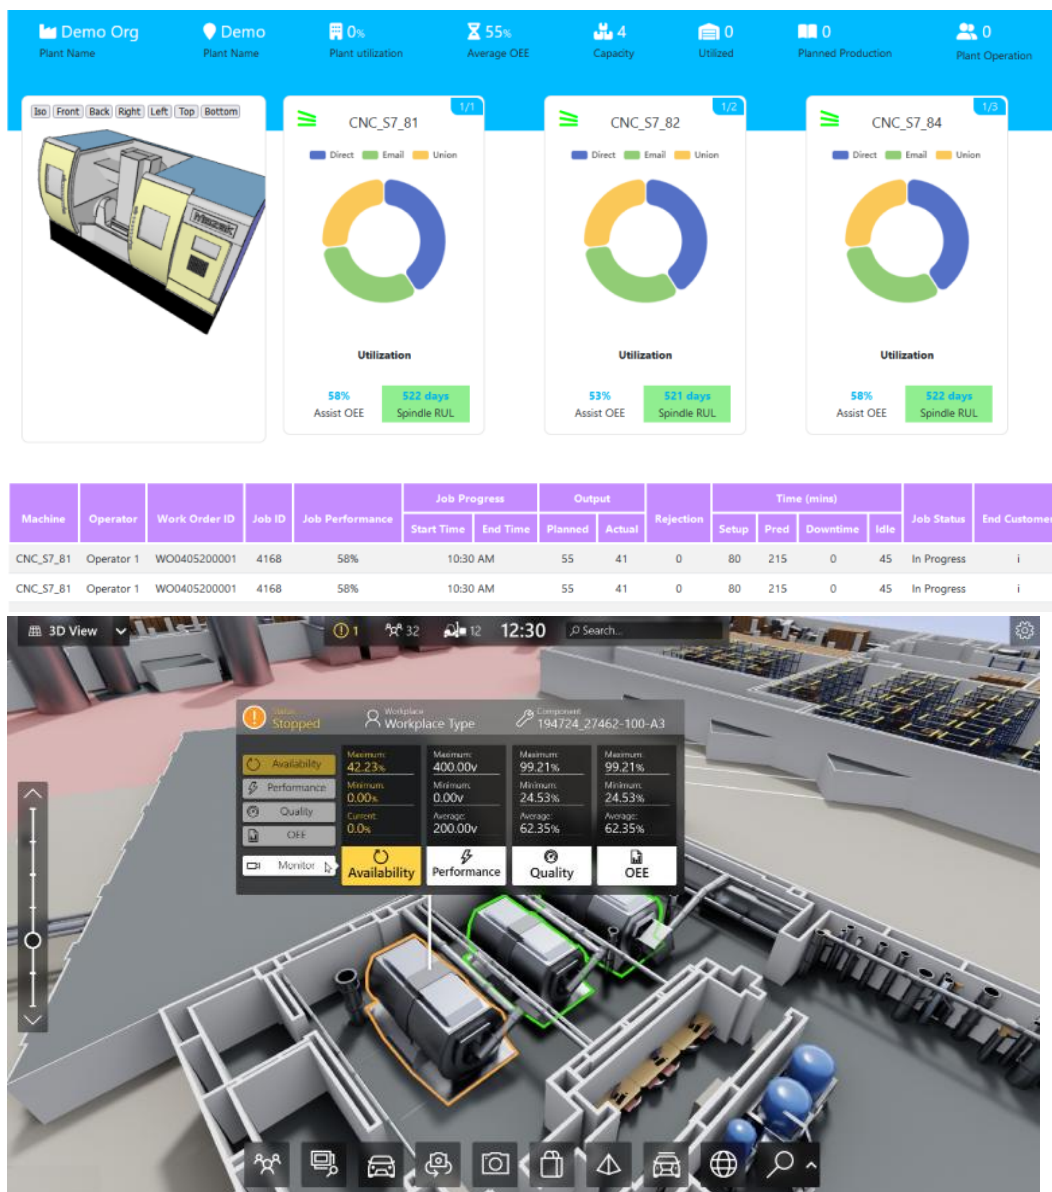 Demo Org
Plant Name
Demo
Plant Name
0%
Plant utilization
55%
Average OEE
4
Capacity
0
Utilized
0
Planned Production
0
Plant Operation
Iso Front Back Right Left Top Bottom
Mazak
1/1
CNC_S7_81
Direct Email Union
Utilization
58%
Assist OEE
522 days
Spindle RUL
1/2
CNC_S7_82
Direct Email Union
Utilization
53%
Assist OEE
521 days
Spindle RUL
1/3
CNC_S7_84
Direct Email Union
Utilization
58%
Assist OEE
522 days
Spindle RUL
Machine Operator Work Order ID Job ID Job Performance Job Progress Output Rejection Time (mins) Job Status End Customer
Start Time End Time Planned Actual Setup Pred Downtime Idle
CNC_S7_81 Operator 1 WO0405200001 4168 58% 10:30 AM 55 41 0 80 215 0 45 In Progress i
CNC_S7_81 Operator 1 WO0405200001 4168 58% 10:30 AM 55 41 0 80 215 0 45 In Progress i
3D View 1 32 12 12:30 Search...
Status
Stopped
Workplace
Workplace Type
Component
194724_27462-100-A3
Availability
Performance
Quality
OEE
Monitor
Maximum:
42.23%
Minimum:
0.00%
Current:
0.0%
Availability
Maximum:
400.00v
Minimum:
0.00v
Average:
200.00v
Performance
Maximum:
99.21%
Minimum:
24.53%
Average:
62.35%
Quality
Maximum:
99.21%
Minimum:
24.53%
Average:
62.35%
OEE